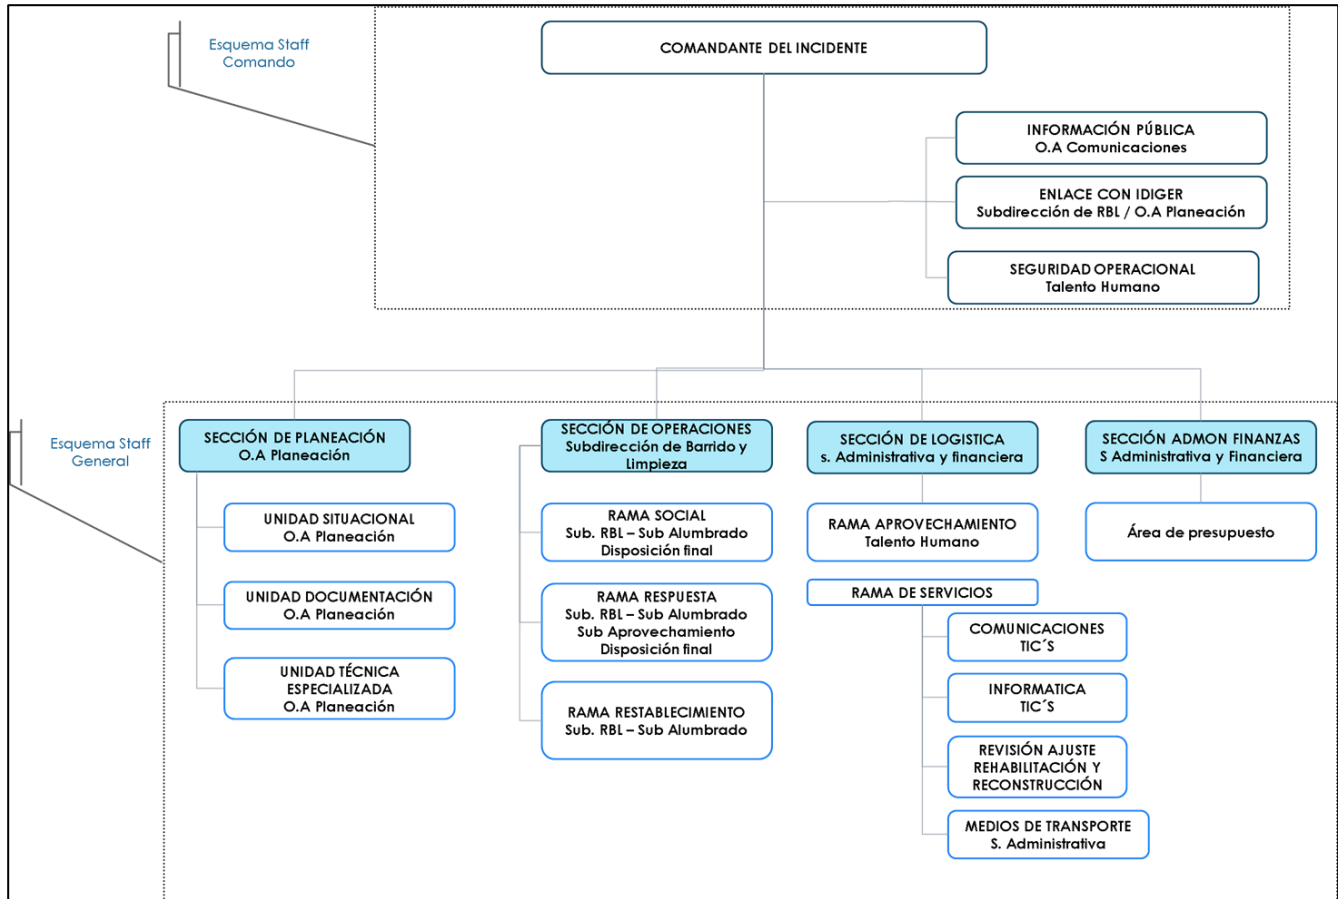 Esquema Staff
Comando
COMANDANTE DEL INCIDENTE
INFORMACIÓN PÚBLICA
O.A Comunicaciones
ENLACE CON IDIGER
Subdirección de RBL / O.A Planeación
SEGURIDAD OPERACIONAL
Talento Humano
Esquema Staff
General
SECCIÓN DE PLANEACIÓN
O.A Planeación
UNIDAD SITUACIONAL
O.A Planeación
UNIDAD DOCUMENTACIÓN
O.A Planeación
UNIDAD TÉCNICA
ESPECIALIZADA
O.A Planeación
SECCIÓN DE OPERACIONES
Subdirección de Barrido y
Limpieza
RAMA SOCIAL
Sub. RBL – Sub Alumbrado
Disposición final
RAMA RESPUESTA
Sub. RBL – Sub Alumbrado
Sub Aprovechamiento
Disposición final
RAMA RESTABLECIMIENTO
Sub. RBL – Sub Alumbrado
SECCIÓN DE LOGISTICA
s. Administrativa y financiera
RAMA APROVECHAMIENTO
Talento Humano
RAMA DE SERVICIOS
COMUNICACIONES
TIC´S
INFORMATICA
TIC´S
REVISIÓN AJUSTE
REHABILITACIÓN Y
RECONSTRUCCIÓN
MEDIOS DE TRANSPORTE
S. Administrativa
SECCIÓN ADMON FINANZAS
S Administrativa y Financiera
Área de presupuesto